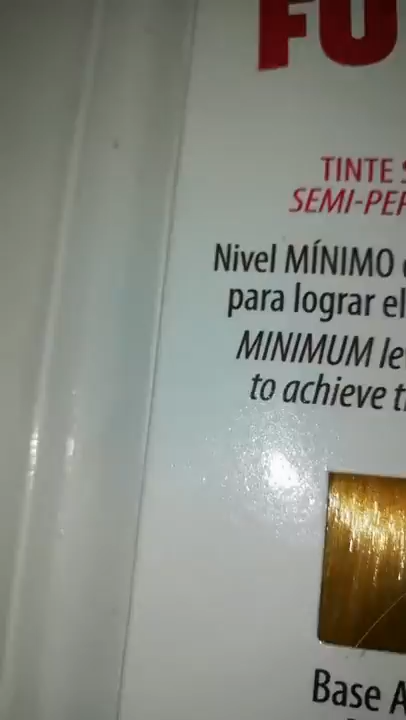 FU
TINTE
SEMI-PER
Nivel MÍNIMO
para lograr el
MINIMUM le
to achieve t
Base A